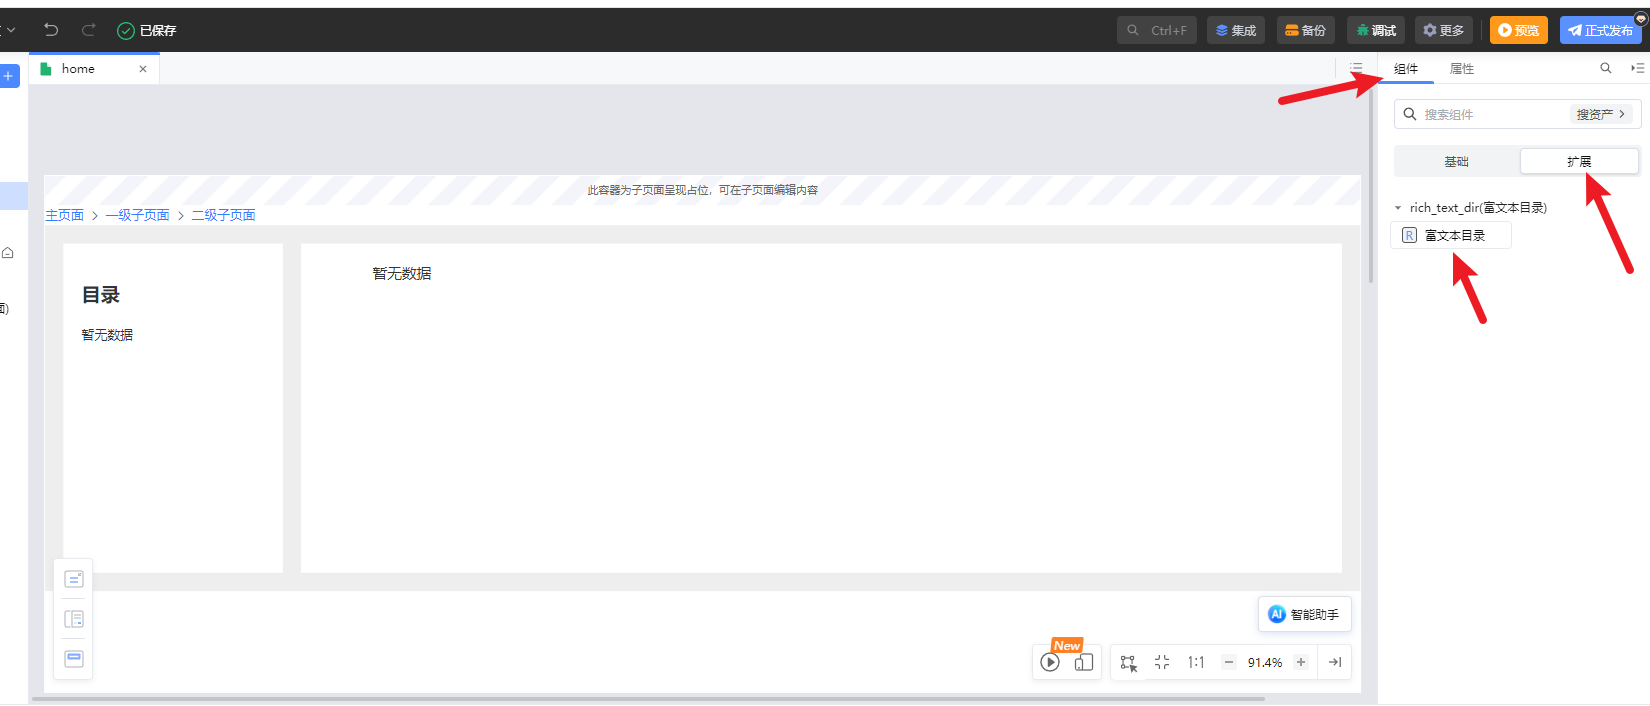 已保存
Ctrl+F
集成
备份
调试
更多
预览
正式发布
home
组件
属性
搜索组件
搜资产
基础
扩展
rich_text_dir(富文本目录)
R 富文本目录
此容器为子页面呈现占位，可在子页面编辑内容
主页面 > 一级子页面 > 二级子页面
目录
暂无数据
暂无数据
面)
AI 智能助手
New
1:1
91.4%